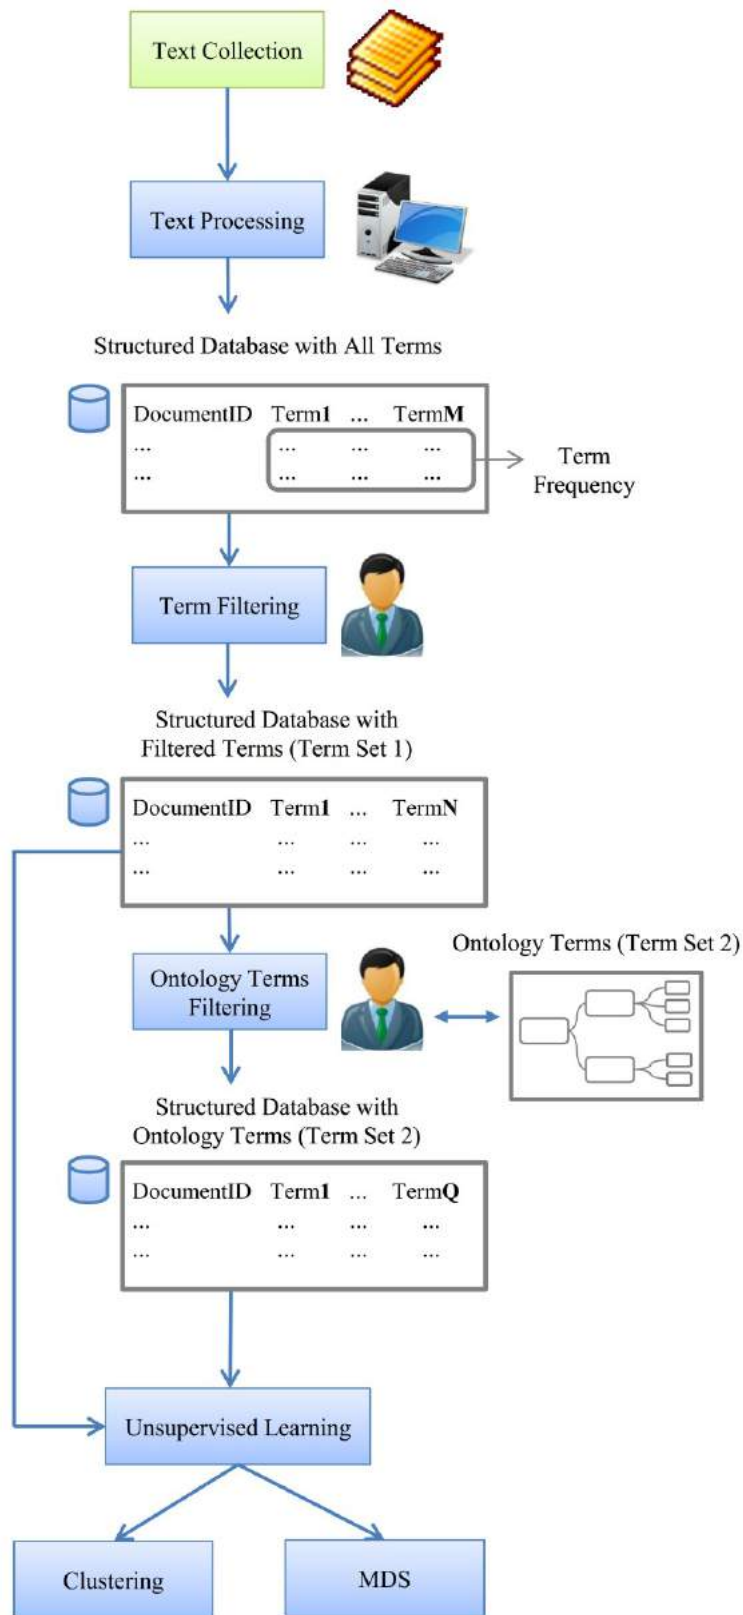 Text Collection
Text Processing
Structured Database with All Terms
DocumentID Term1 ... TermM
... ... ... ...
... ... ... ...
Term
Frequency
Term Filtering
Structured Database with
Filtered Terms (Term Set 1)
DocumentID Term1 ... TermN
... ... ... ...
... ... ... ...
Ontology Terms (Term Set 2)
Ontology Terms
Filtering
Structured Database with
Ontology Terms (Term Set 2)
DocumentID Term1 ... TermQ
... ... ... ...
... ... ... ...
Unsupervised Learning
Clustering
MDS